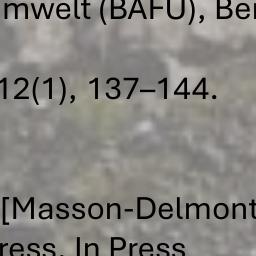 mwelt (BAFU), Ber
12(1), 137–144.
[Masson-Delmont
ress. In Press